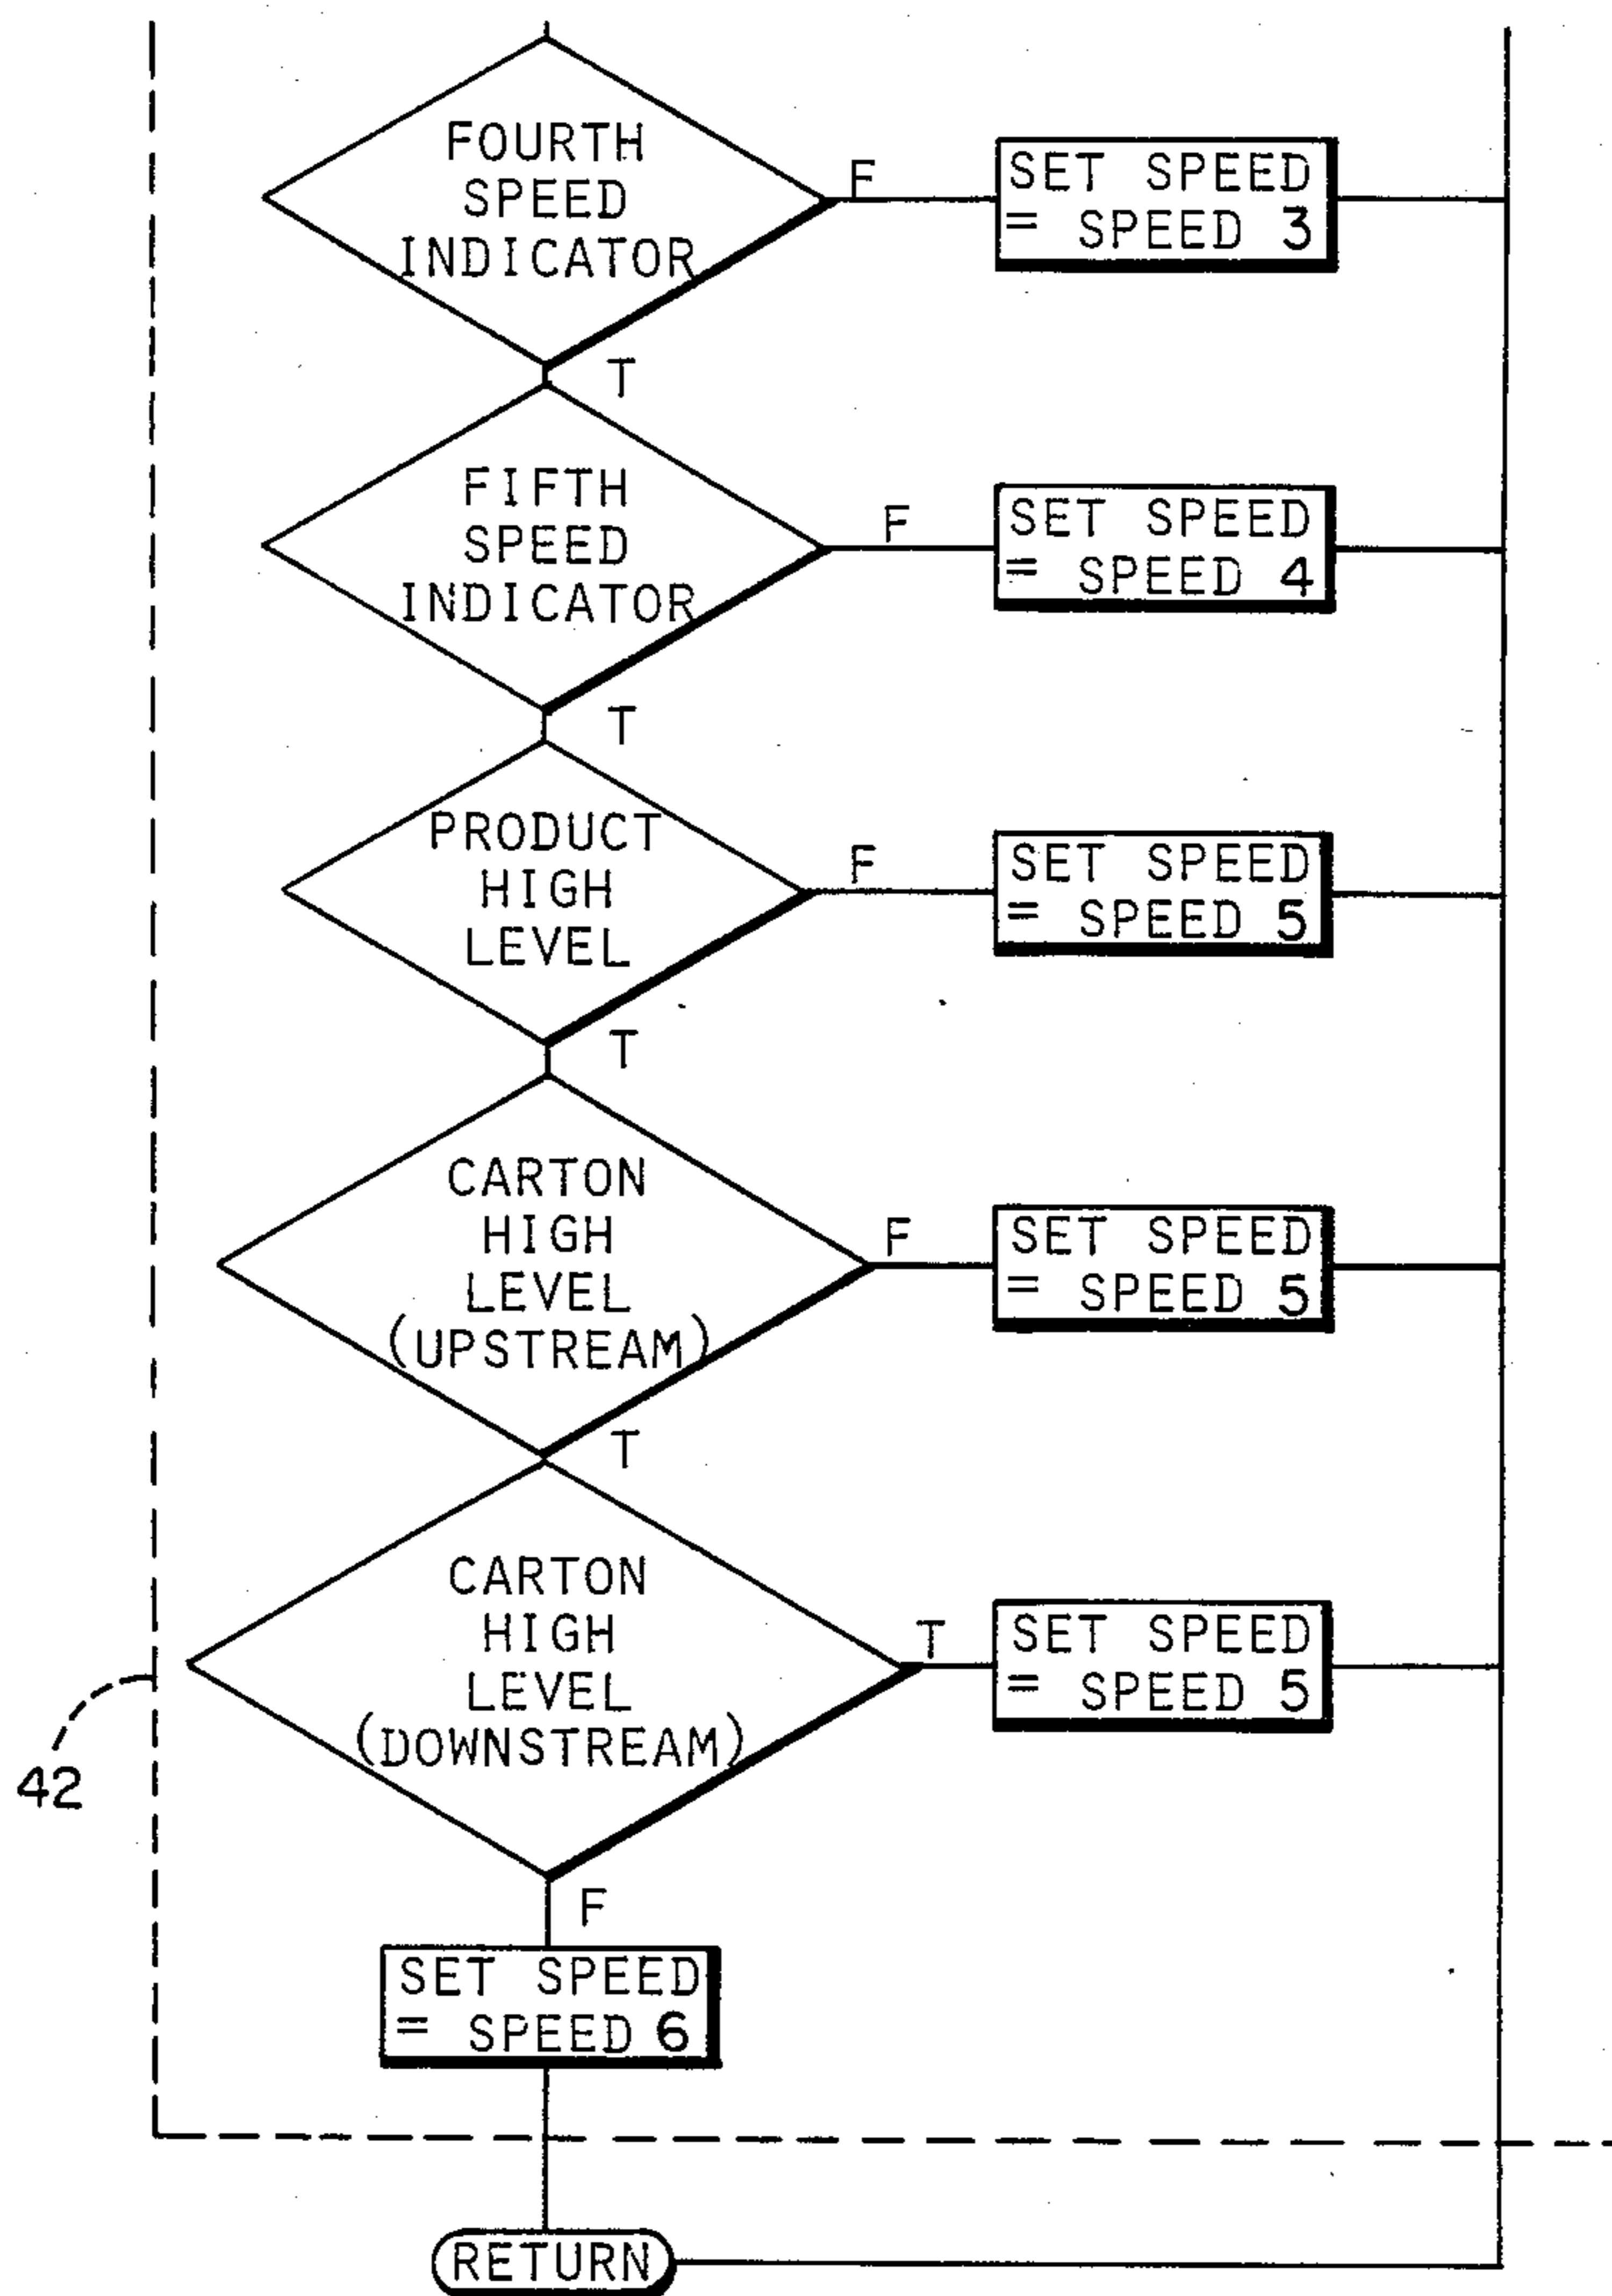 FOURTH
SPEED
INDICATOR
F
SET SPEED
= SPEED 3
T
FIFTH
SPEED
INDICATOR
F
SET SPEED
= SPEED 4
T
PRODUCT
HIGH
LEVEL
F
SET SPEED
= SPEED 5
T
CARTON
HIGH
LEVEL
(UPSTREAM)
F
SET SPEED
= SPEED 5
T
CARTON
HIGH
LEVEL
(DOWNSTREAM)
T
SET SPEED
= SPEED 5
42
F
SET SPEED
= SPEED 6
RETURN